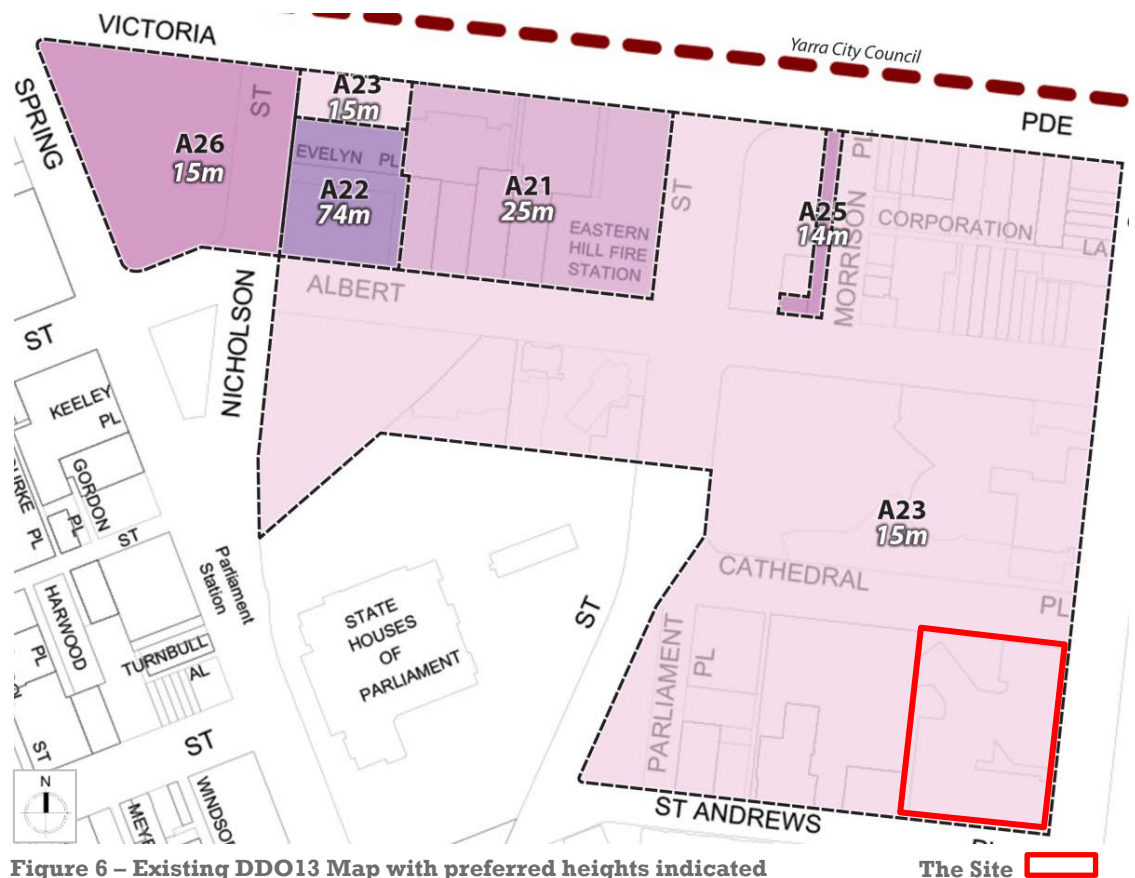 VICTORIA
Yarra City Council
PDE
SPRING
ST
A23
15m
A26
15m
EVELYN PL
A22
74m
A21
25m
EASTERN
HILL FIRE
STATION
ST
A25
14m
MORRISON PL
CORPORATION
LA
ALBERT
NICHOLSON
ST
KEELEY
PL
GORDON
PL
ST
PL
HARWOOD
PL
TURNBULL
AL
ST
Parliament
Station
STATE
HOUSES
OF
PARLIAMENT
ST
A23
15m
CATHEDRAL
PL
PARLIAMENT
PL
ST ANDREWS
ST
WINDSOR
N
Figure 6 – Existing DDO13 Map with preferred heights indicated
The Site